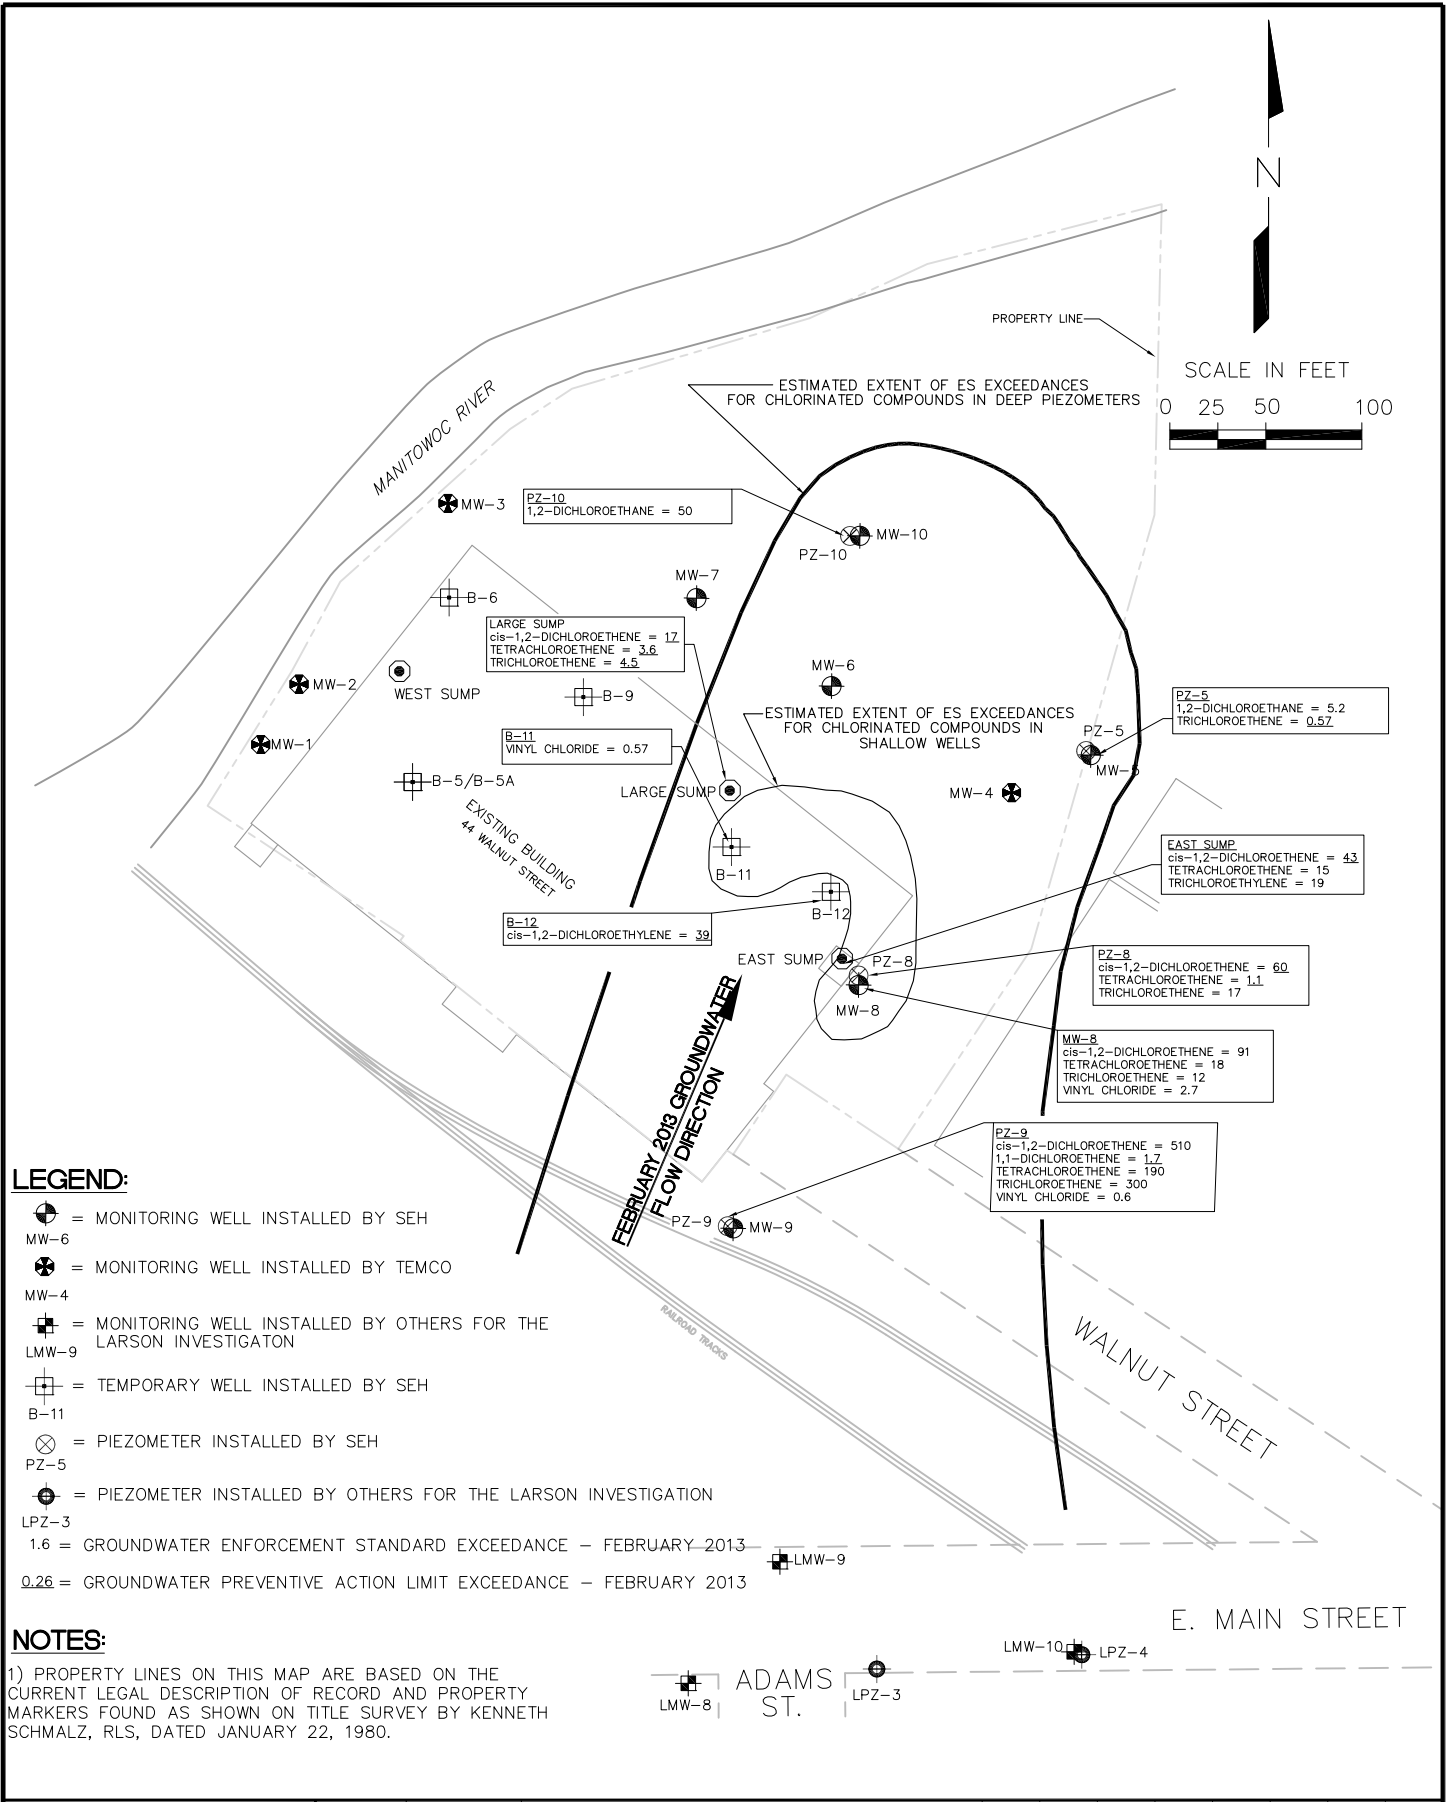 N
PROPERTY LINE
SCALE IN FEET
0 25 50 100
ESTIMATED EXTENT OF ES EXCEEDANCES
FOR CHLORINATED COMPOUNDS IN DEEP PIEZOMETERS
MANITOWOC RIVER
MW-3
PZ-10
1,2-DICHLOROETHANE = 50
MW-10
PZ-10
MW-7
B-6
LARGE SUMP
cis-1,2-DICHLOROETHENE = 17
TETRACHLOROETHENE = 3.6
TRICHLOROETHENE = 4.5
MW-6
MW-2
WEST SUMP
B-9
PZ-5
1,2-DICHLOROETHANE = 5.2
TRICHLOROETHENE = 0.57
ESTIMATED EXTENT OF ES EXCEEDANCES
FOR CHLORINATED COMPOUNDS IN
SHALLOW WELLS
MW-1
B-11
VINYL CHLORIDE = 0.57
PZ-5
MW-5
B-5/B-5A
LARGE SUMP
MW-4
EXISTING BUILDING
44 WALNUT STREET
EAST SUMP
cis-1,2-DICHLOROETHENE = 43
TETRACHLOROETHENE = 15
TRICHLOROETHYLENE = 19
B-11
B-12
B-12
cis-1,2-DICHLOROETHYLENE = 39
EAST SUMP
PZ-8
PZ-8
cis-1,2-DICHLOROETHENE = 60
TETRACHLOROETHENE = 1.1
TRICHLOROETHENE = 17
MW-8
MW-8
cis-1,2-DICHLOROETHENE = 91
TETRACHLOROETHENE = 18
TRICHLOROETHENE = 12
VINYL CHLORIDE = 2.7
FEBRUARY 2013 GROUNDWATER
FLOW DIRECTION
PZ-9
cis-1,2-DICHLOROETHENE = 510
1,1-DICHLOROETHENE = 1.7
TETRACHLOROETHENE = 190
TRICHLOROETHENE = 300
VINYL CHLORIDE = 0.6
PZ-9
MW-9
RAILROAD TRACKS
WALNUT STREET
LEGEND:
= MONITORING WELL INSTALLED BY SEH
MW-6
= MONITORING WELL INSTALLED BY TEMCO
MW-4
= MONITORING WELL INSTALLED BY OTHERS FOR THE
LARSON INVESTIGATON
LMW-9
= TEMPORARY WELL INSTALLED BY SEH
B-11
= PIEZOMETER INSTALLED BY SEH
PZ-5
= PIEZOMETER INSTALLED BY OTHERS FOR THE LARSON INVESTIGATION
LPZ-3
1.6 = GROUNDWATER ENFORCEMENT STANDARD EXCEEDANCE - FEBRUARY 2013
0.26 = GROUNDWATER PREVENTIVE ACTION LIMIT EXCEEDANCE - FEBRUARY 2013
LMW-9
E. MAIN STREET
LMW-10
LPZ-4
LPZ-3
LMW-8
ADAMS
ST.
NOTES:
1) PROPERTY LINES ON THIS MAP ARE BASED ON THE
CURRENT LEGAL DESCRIPTION OF RECORD AND PROPERTY
MARKERS FOUND AS SHOWN ON TITLE SURVEY BY KENNETH
SCHMALZ, RLS, DATED JANUARY 22, 1980.